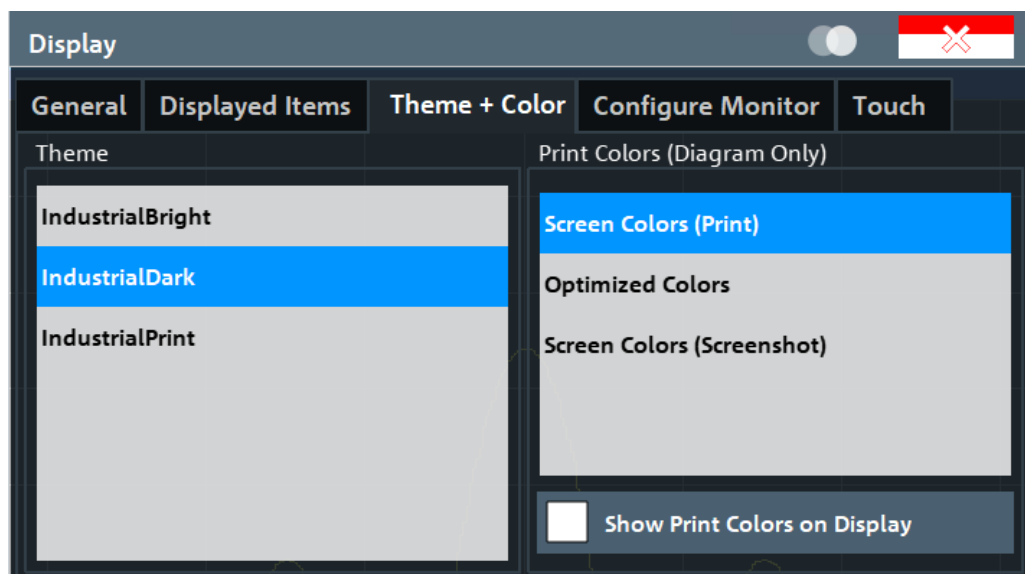 Display
General
Displayed Items
Theme + Color
Configure Monitor
Touch
Theme
IndustrialBright
IndustrialDark
IndustrialPrint
Print Colors (Diagram Only)
Screen Colors (Print)
Optimized Colors
Screen Colors (Screenshot)
Show Print Colors on Display